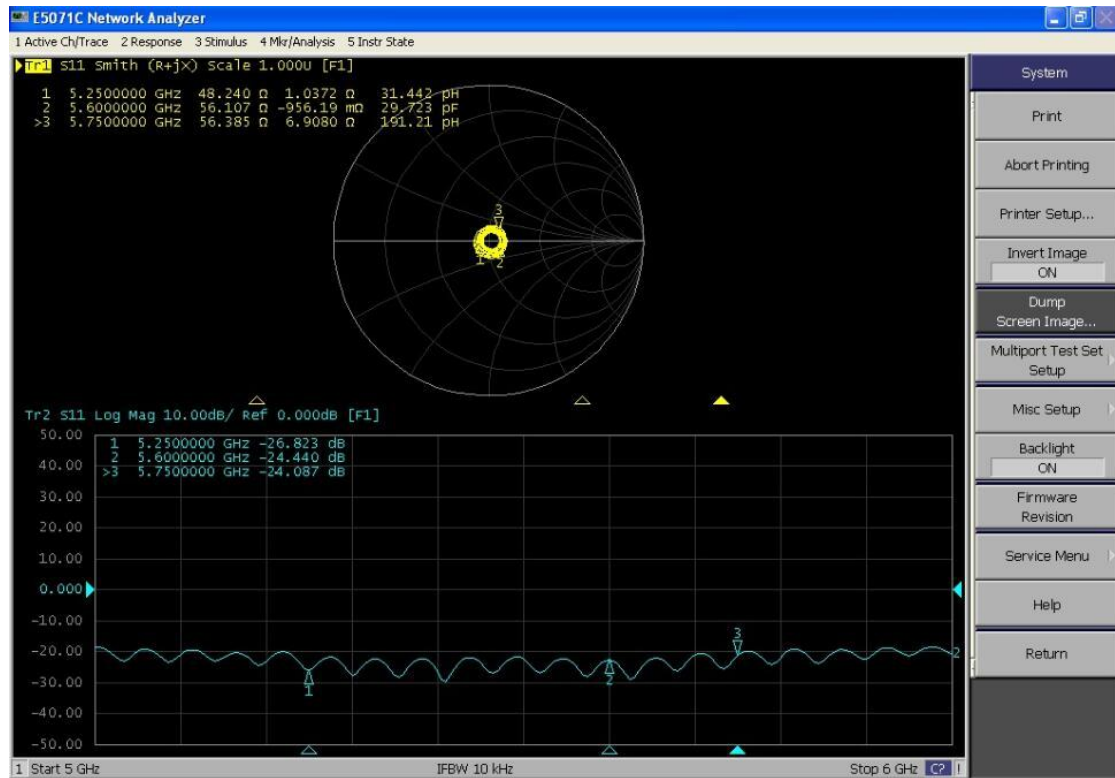 E5071C Network Analyzer
1 Active Ch/Trace 2 Response 3 Stimulus 4 Mkr/Analysis 5 Instr State
Tr1 S11 Smith (R+jX) Scale 1.000U [F1]
1 5.2500000 GHz 48.240 Ω 1.0372 Ω 31.442 pH
2 5.6000000 GHz 56.107 Ω -956.19 mΩ 29.723 pF
>3 5.7500000 GHz 56.385 Ω 6.9080 Ω 191.21 pH
3
1 2
Tr2 S11 Log Mag 10.00dB/ Ref 0.000dB [F1]
50.00
1 5.2500000 GHz -26.823 dB
2 5.6000000 GHz -24.440 dB
>3 5.7500000 GHz -24.087 dB
40.00
30.00
20.00
10.00
0.000
-10.00
-20.00
-30.00
-40.00
-50.00
1
2
3
2
1 Start 5 GHz IFBW 10 kHz Stop 6 GHz C? !
System
Print
Abort Printing
Printer Setup...
Invert Image
ON
Dump
Screen Image...
Multiport Test Set
Setup
Misc Setup
Backlight
ON
Firmware
Revision
Service Menu
Help
Return